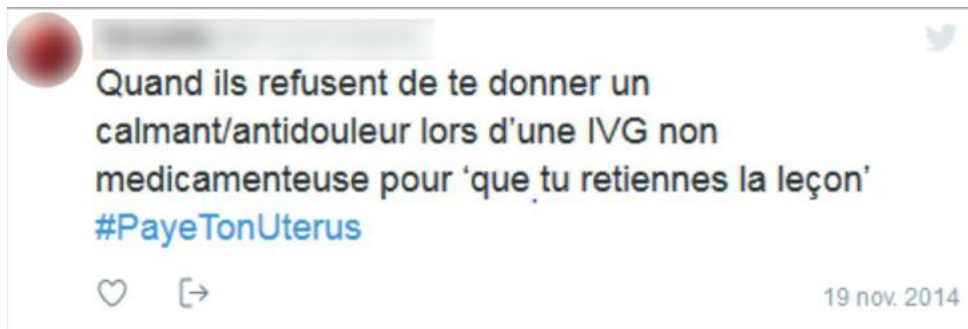 Quand ils refusent de te donner un
calmant/antidouleur lors d’une IVG non
medicamenteuse pour ‘que tu retiennes la leçon’
#PayeTonUterus
19 nov. 2014